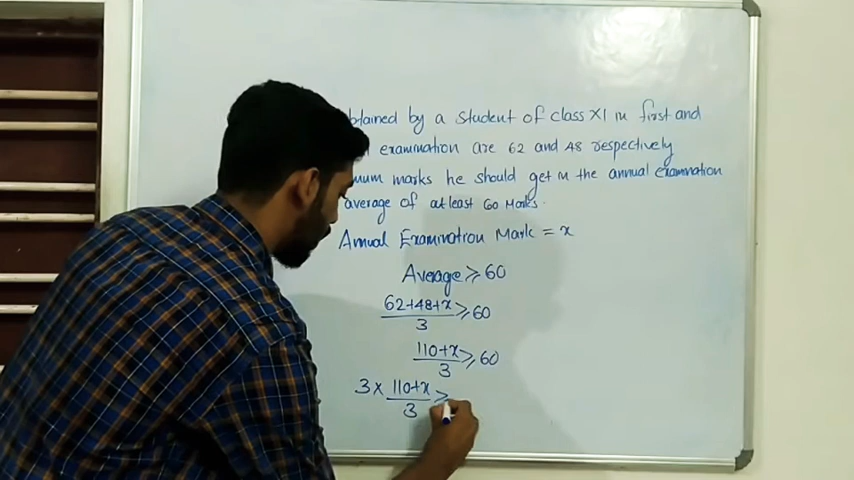 by a student of class XI in first and
examination are 62 and 48 respectively
marks he should get in the annual examination
average of at least 60 Marks.
Annual Examination Mark = x
Average ⩾ 60
(62+48+x)/3 ⩾ 60
(110+x)/3 ⩾ 60
3 × (110+x)/3 ⩾